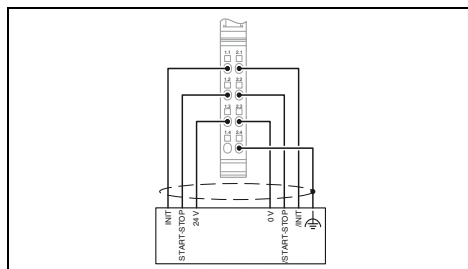 1.1 2.1
1.2 2.2
1.3 2.3
1.4 2.4
INIT
START-STOP
24 V
0 V
/START-STOP
/INIT